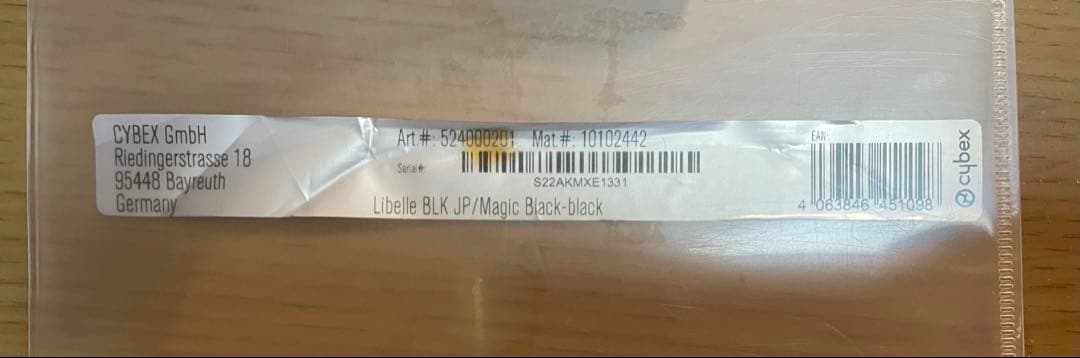 CYBEX GmbH
Riedingerstrasse 18
95448 Bayreuth
Germany
Art.#: 524000201 Mat.#: 10102442
Serial#:
S22AKMXE1331
Libelle BLK JP/Magic Black-black
EAN:
4 063846 451098
cybex